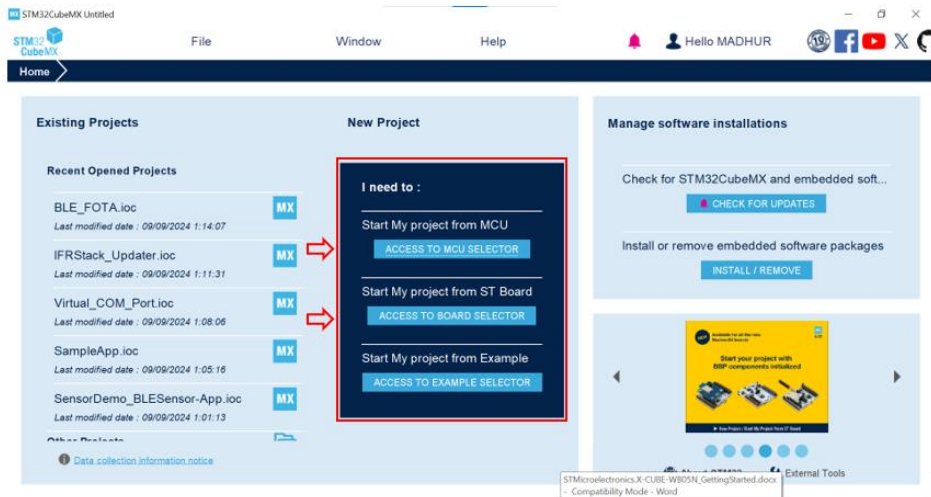 MX STM32CubeMX Untitled
STM32
CubeMX
File
Window
Help
Hello MADHUR
Home
Existing Projects
Recent Opened Projects
BLE_FOTA.ioc
MX
Last modified date : 09/09/2024 1:14:07
IFRStack_Updater.ioc
MX
Last modified date : 09/09/2024 1:11:31
Virtual_COM_Port.ioc
MX
Last modified date : 09/09/2024 1:08:06
SampleApp.ioc
MX
Last modified date : 09/09/2024 1:05:16
SensorDemo_BLESensor-App.ioc
MX
Last modified date : 09/09/2024 1:01:13
Other Projects
Data collection information notice
New Project
I need to :
Start My project from MCU
ACCESS TO MCU SELECTOR
Start My project from ST Board
ACCESS TO BOARD SELECTOR
Start My project from Example
ACCESS TO EXAMPLE SELECTOR
Manage software installations
Check for STM32CubeMX and embedded soft...
CHECK FOR UPDATES
Install or remove embedded software packages
INSTALL / REMOVE
Start your project with
BSP components initialized
About STM32
External Tools
STMicroelectronics.X-CUBE-WB05N_GettingStarted.docx
- Compatibility Mode - Word